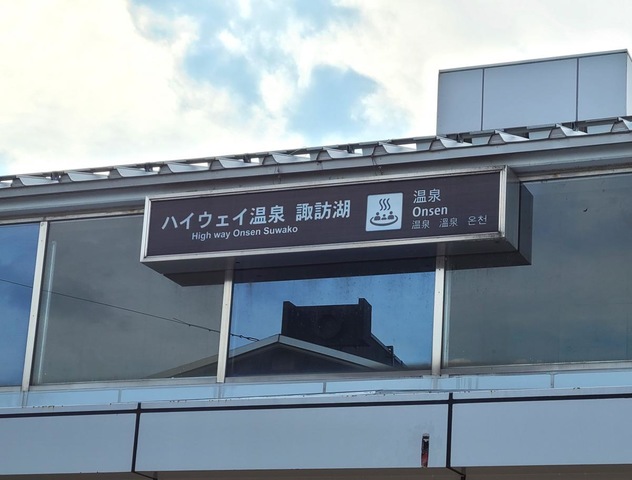 ハイウェイ温泉 諏訪湖
High way Onsen Suwako
温泉
Onsen
温泉 溫泉 온천